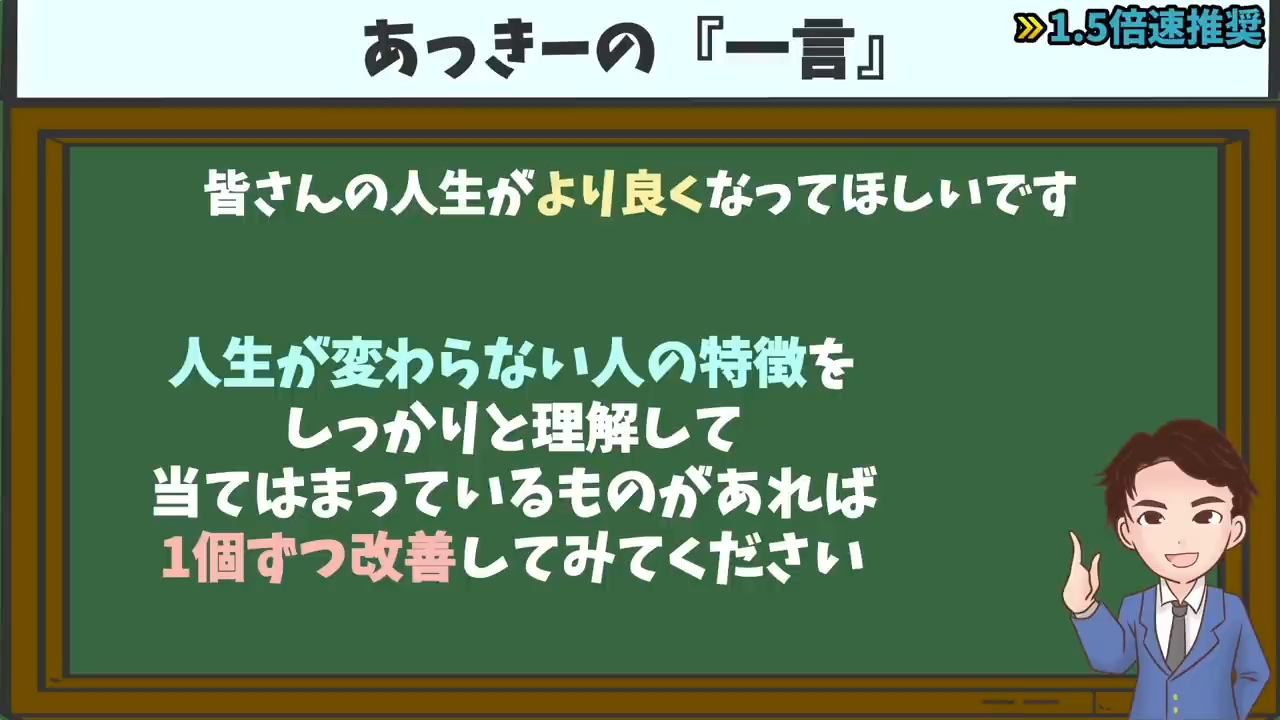 あっきーの『一言』
»1.5倍速推奨
皆さんの人生がより良くなってほしいです
人生が変わらない人の特徴を
しっかりと理解して
当てはまっているものがあれば
1個ずつ改善してみてください